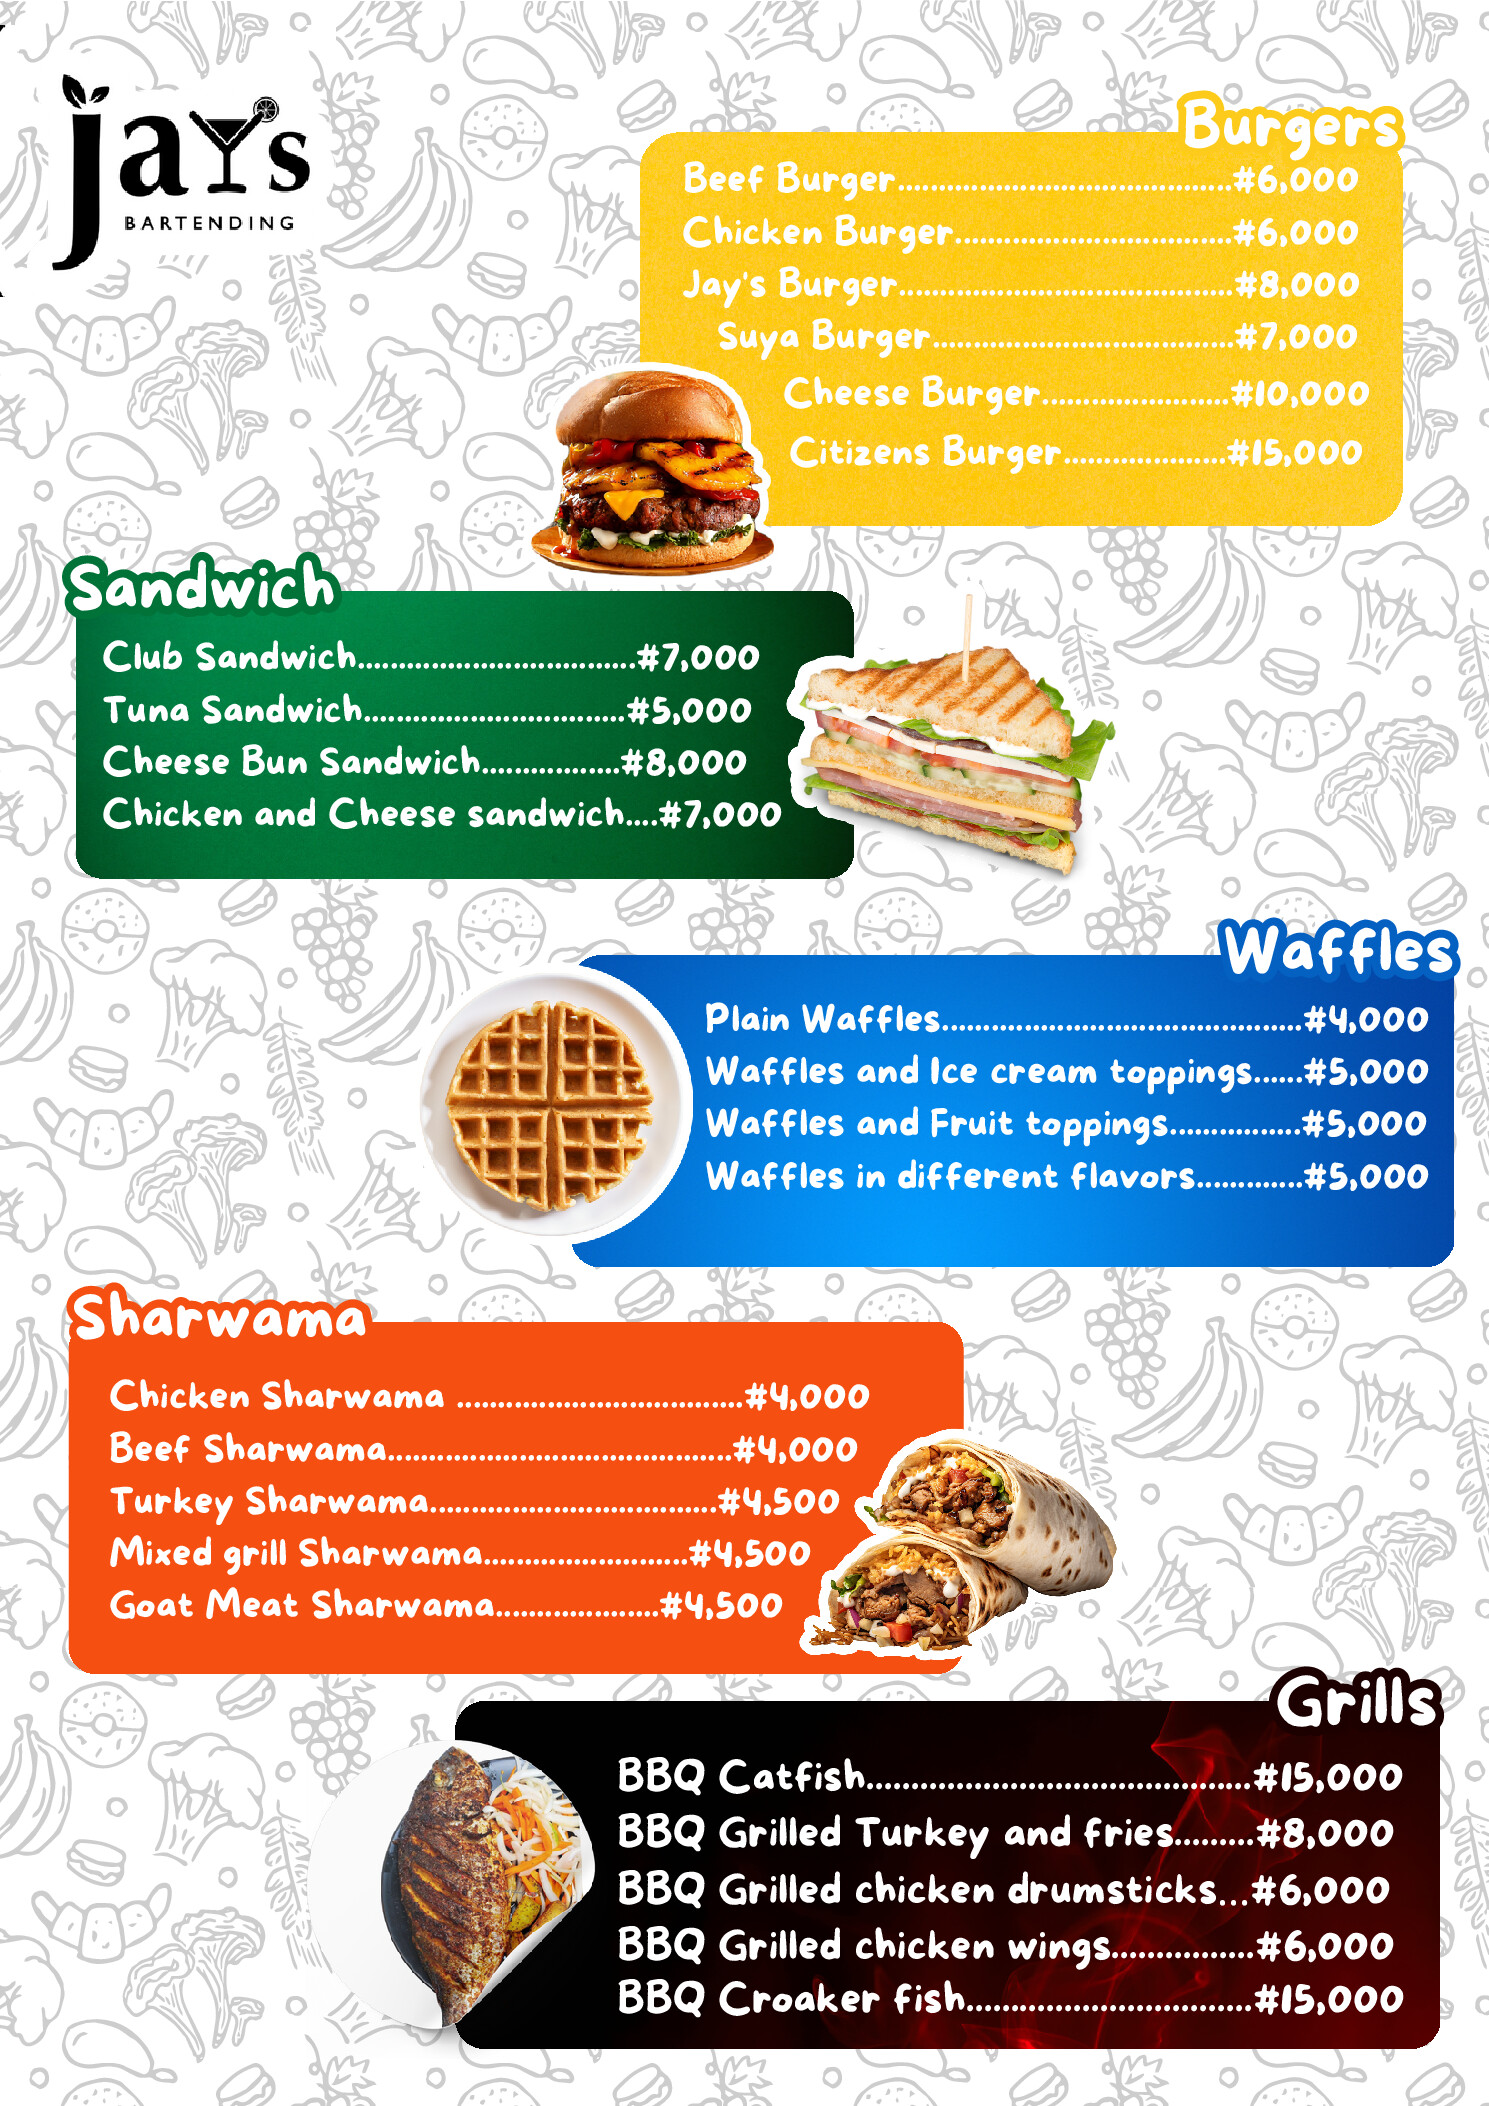 jays
BARTENDING
Burgers
Beef Burger.........................................#6,000
Chicken Burger..................................#6,000
Jay's Burger.........................................#8,000
Suya Burger.....................................#7,000
Cheese Burger.......................#10,000
Citizens Burger....................#15,000
Sandwich
Club Sandwich..................................#7,000
Tuna Sandwich................................#5,000
Cheese Bun Sandwich.................#8,000
Chicken and Cheese sandwich....#7,000
Waffles
Plain Waffles............................................#4,000
Waffles and Ice cream toppings......#5,000
Waffles and Fruit toppings................#5,000
Waffles in different flavors.............#5,000
Sharwama
Chicken Sharwama ...................................#4,000
Beef Sharwama..........................................#4,000
Turkey Sharwama...................................#4,500
Mixed grill Sharwama.........................#4,500
Goat Meat Sharwama....................#4,500
Grills
BBQ Catfish...........................................#15,000
BBQ Grilled Turkey and fries.........#8,000
BBQ Grilled chicken drumsticks...#6,000
BBQ Grilled chicken wings................#6,000
BBQ Croaker fish................................#15,000